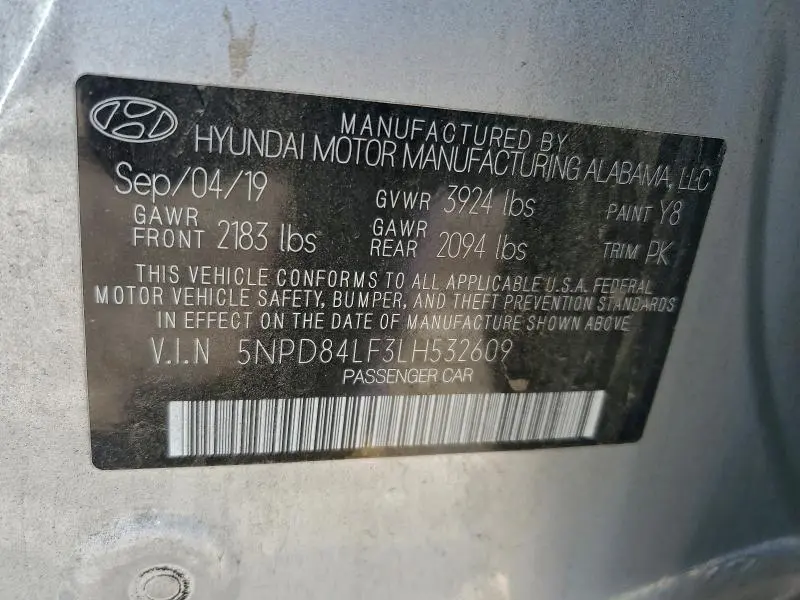 MANUFACTURED BY
HYUNDAI MOTOR MANUFACTURING ALABAMA, LLC
Sep/04/19 GVWR 3924 lbs PAINT Y8
GAWR FRONT 2183 lbs GAWR REAR 2094 lbs TRIM PK
THIS VEHICLE CONFORMS TO ALL APPLICABLE U.S.A. FEDERAL
MOTOR VEHICLE SAFETY, BUMPER, AND THEFT PREVENTION STANDARDS
IN EFFECT ON THE DATE OF MANUFACTURE SHOWN ABOVE.
V.I.N 5NPD84LF3LH532609
PASSENGER CAR